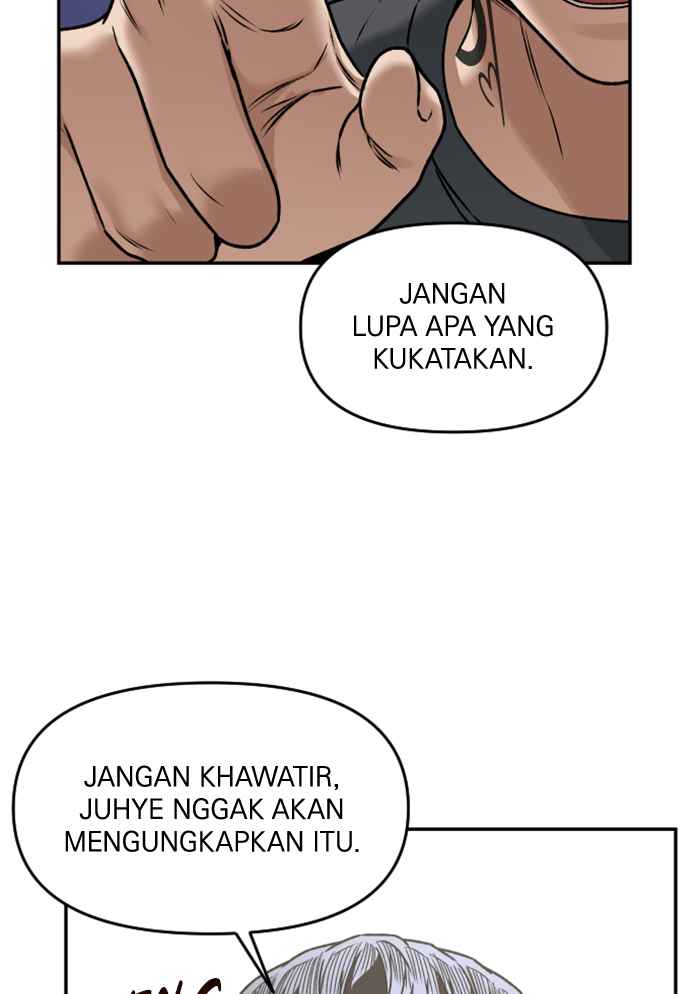 JANGAN
LUPA APA YANG
KUKATAKAN.
JANGAN KHAWATIR,
JUHYE NGGAK AKAN
MENGUNGKAPKAN ITU.